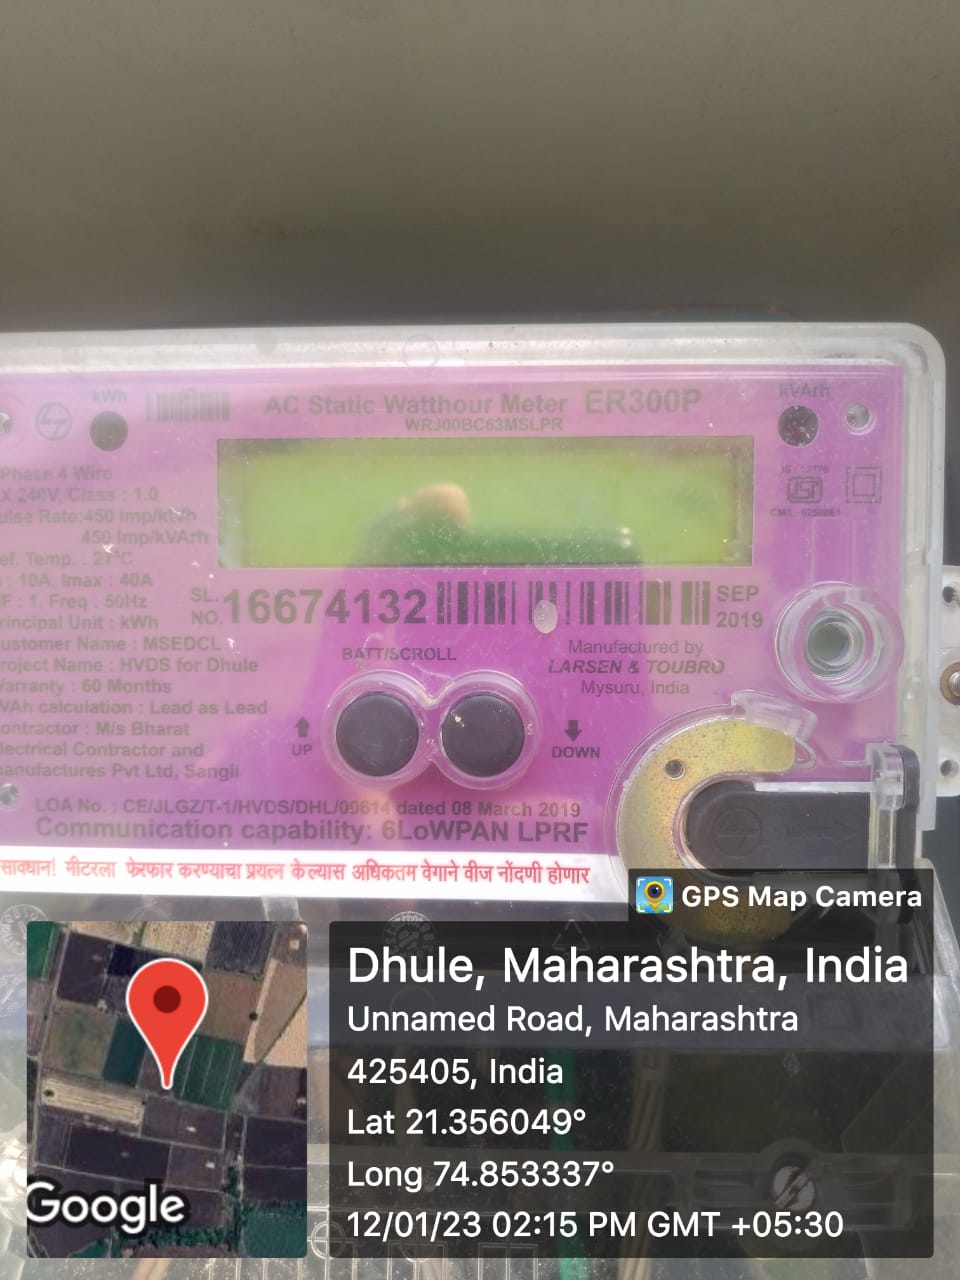 kWh
AC Static Watthour Meter ER300P
WR300BC63MSLPR
kVArh
Phase 4 Wire
X 240V, Class : 1.0
ulse Rate:450 Imp/kWh
450 Imp/kVArh
ef. Temp. : 27°C
: 10A, Imax : 40A
F : 1. Freq : 50Hz
rincipal Unit : kWh
ustomer Name : MSEDCL
roject Name : HVDS for Dhule
arranty : 60 Months
VAh calculation : Lead as Lead
ontractor : M/s Bharat
lectrical Contractor and
anufactures Pvt Ltd, Sangli
IS : 13779
ISI
CM/L
SL. NO. 16674132
SEP
2019
BATT/SCROLL
UP
DOWN
Manufactured by
LARSEN & TOUBRO
Mysuru, India
LOA No. : CE/JLGZ/T-1/HVDS/DHL/09614 dated 08 March 2019
Communication capability: 6LoWPAN LPRF
सावधान! मीटरला फेरफार करण्याचा प्रयत्न केल्यास अधिकतम वेगाने वीज नोंदणी होणार
GPS Map Camera
Dhule, Maharashtra, India
Unnamed Road, Maharashtra
425405, India
Lat 21.356049°
Long 74.853337°
12/01/23 02:15 PM GMT +05:30
Google